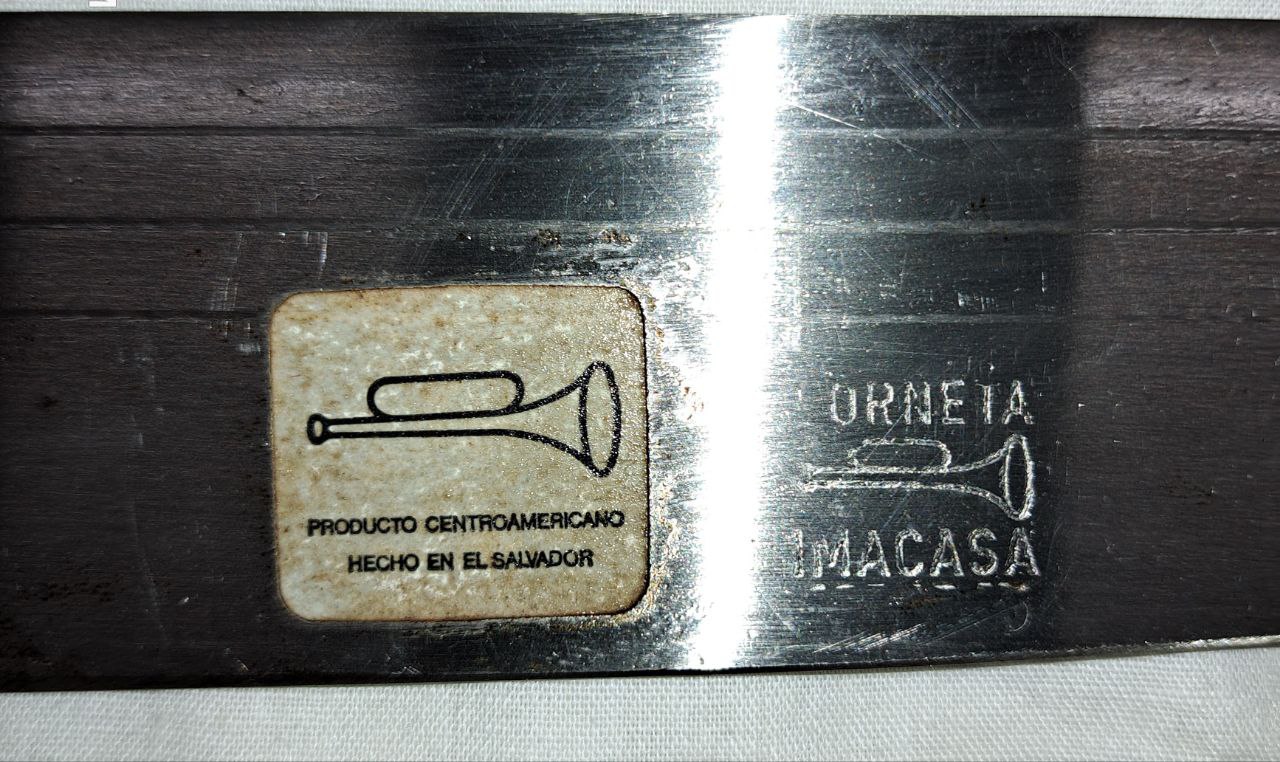 PRODUCTO CENTROAMERICANO
HECHO EN EL SALVADOR
ORNETA
IMACASA